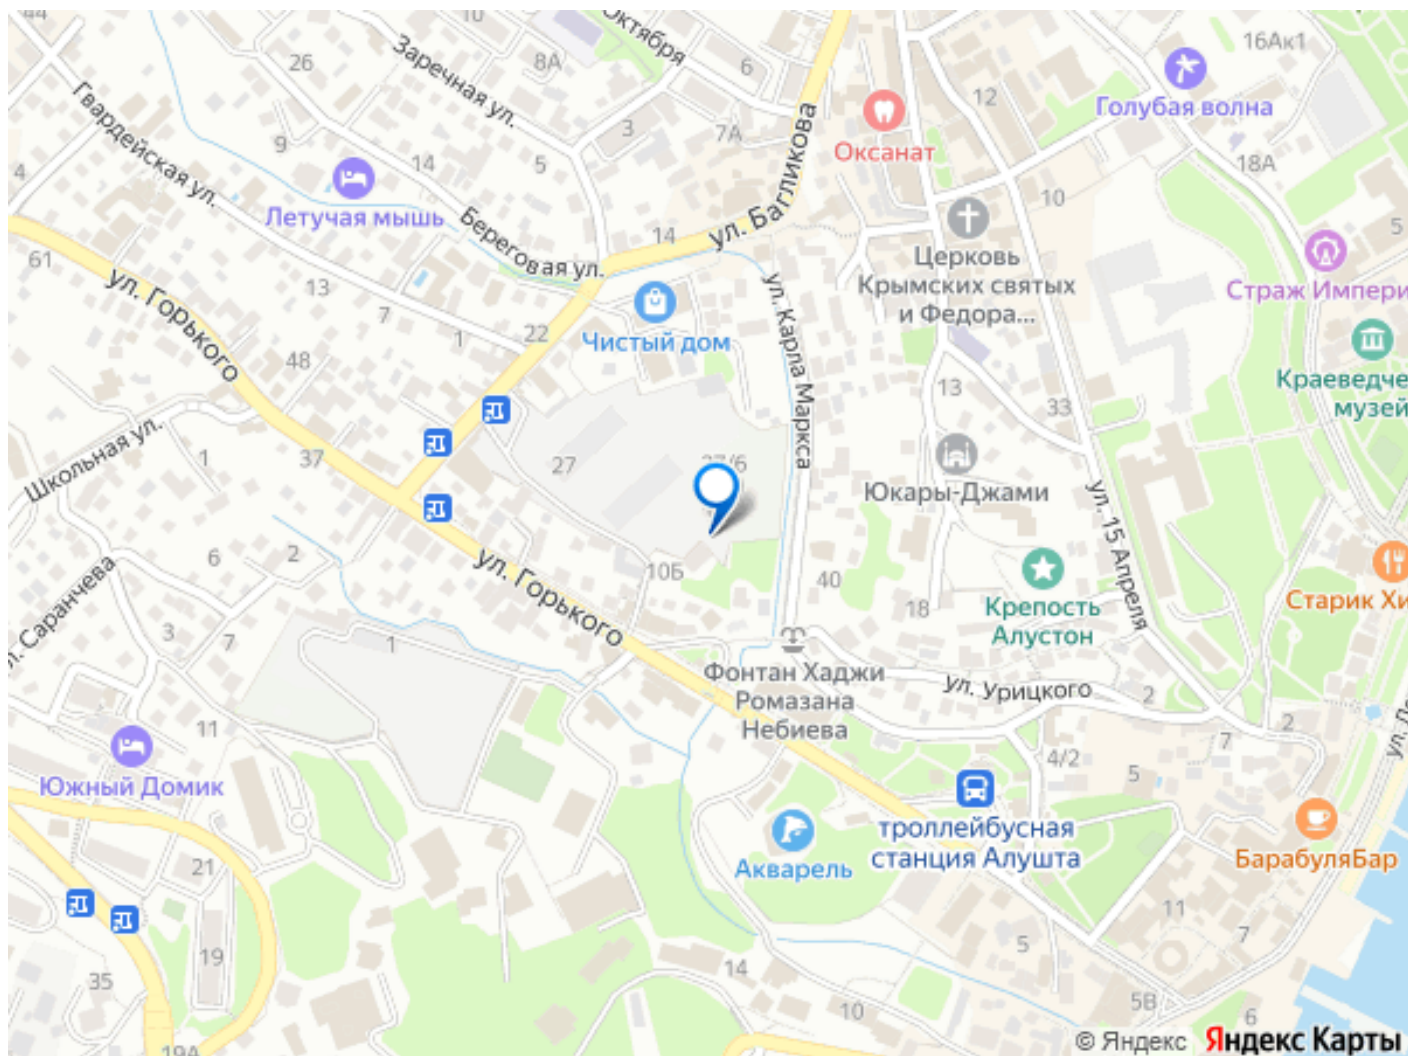 44
10
Октября
16Ак1
Заречная ул.
8А
26
6
Голубая волна
12
Гвардейская ул.
9
3
7А
Оксанат
14
5
18А
4
10
Летучая мышь
Береговая ул.
14
ул. Багликова
5
Церковь
Крымских святых
и Федора...
61
ул. Горького
13
Страж Импери
7
1
22
Чистый дом
ул. Карла Маркса
48
13
33
Краеведче
музей
Школьная ул.
1
37
27
Юкары-Джами
ул. 15 Апреля
6
2
ул. Горького
10Б
40
18
Крепость
Алустон
Старик Хи
Саранчева
3
7
1
Фонтан Хаджи
Ромазана
Небиева
ул. Урицкого
2
2
7
11
4/2
5
Южный Домик
троллейбусная
станция Алушта
Акварель
БарабуляБар
21
19
35
11
7
5
14
10
5В
6
19А
© Яндекс Яндекс Карты